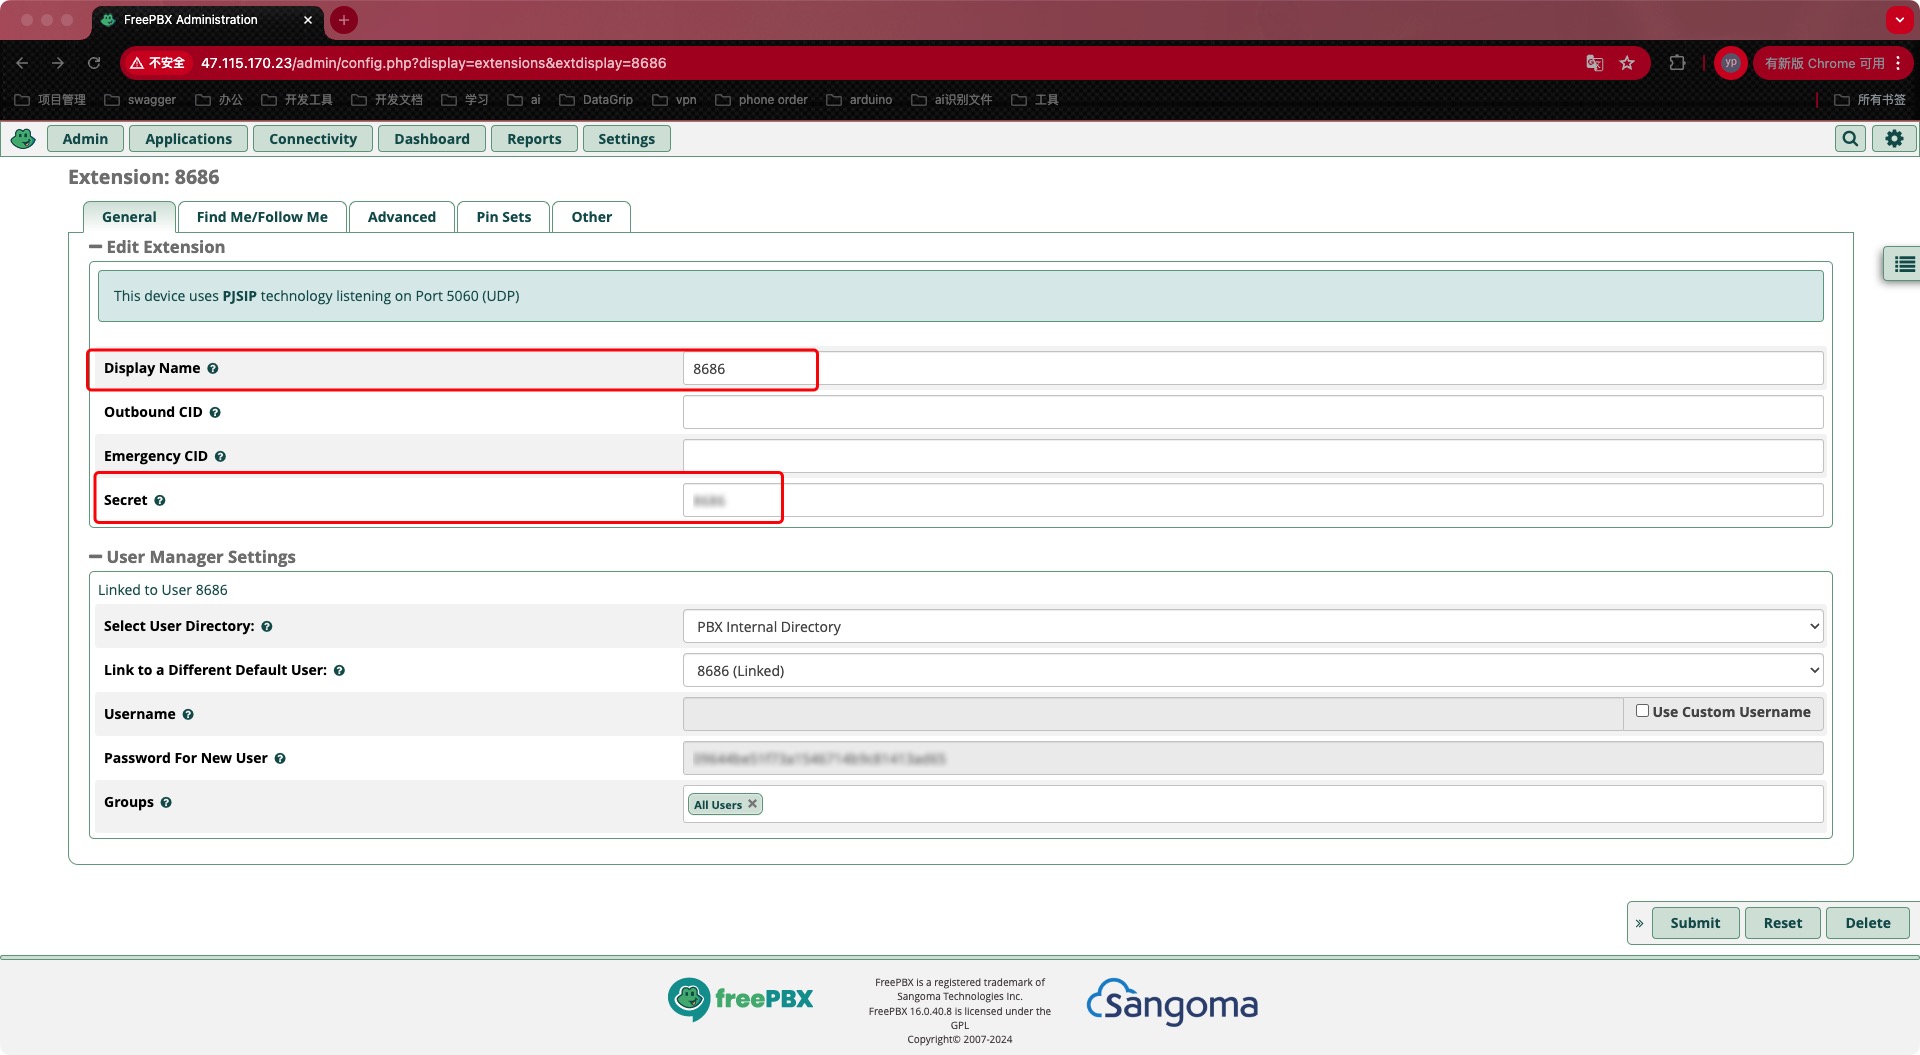 FreePBX Administration
不安全 47.115.170.23/admin/config.php?display=extensions&extdisplay=8686 yp 有新版 Chrome 可用
项目管理 swagger 办公 开发工具 开发文档 学习 ai DataGrip vpn phone order arduino ai识别文件 工具 所有书签
Admin Applications Connectivity Dashboard Reports Settings
Extension: 8686
General Find Me/Follow Me Advanced Pin Sets Other
Edit Extension
This device uses PJSIP technology listening on Port 5060 (UDP)
Display Name 8686
Outbound CID
Emergency CID
Secret
User Manager Settings
Linked to User 8686
Select User Directory: PBX Internal Directory
Link to a Different Default User: 8686 (Linked)
Username Use Custom Username
Password For New User
Groups All Users
» Submit Reset Delete
freePBX
FreePBX is a registered trademark of
Sangoma Technologies Inc.
FreePBX 16.0.40.8 is licensed under the
GPL
Copyright© 2007-2024
Sangoma